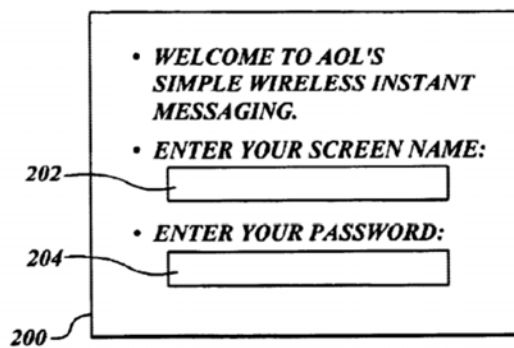 • WELCOME TO AOL'S
SIMPLE WIRELESS INSTANT
MESSAGING.
• ENTER YOUR SCREEN NAME:
202
• ENTER YOUR PASSWORD:
204
200